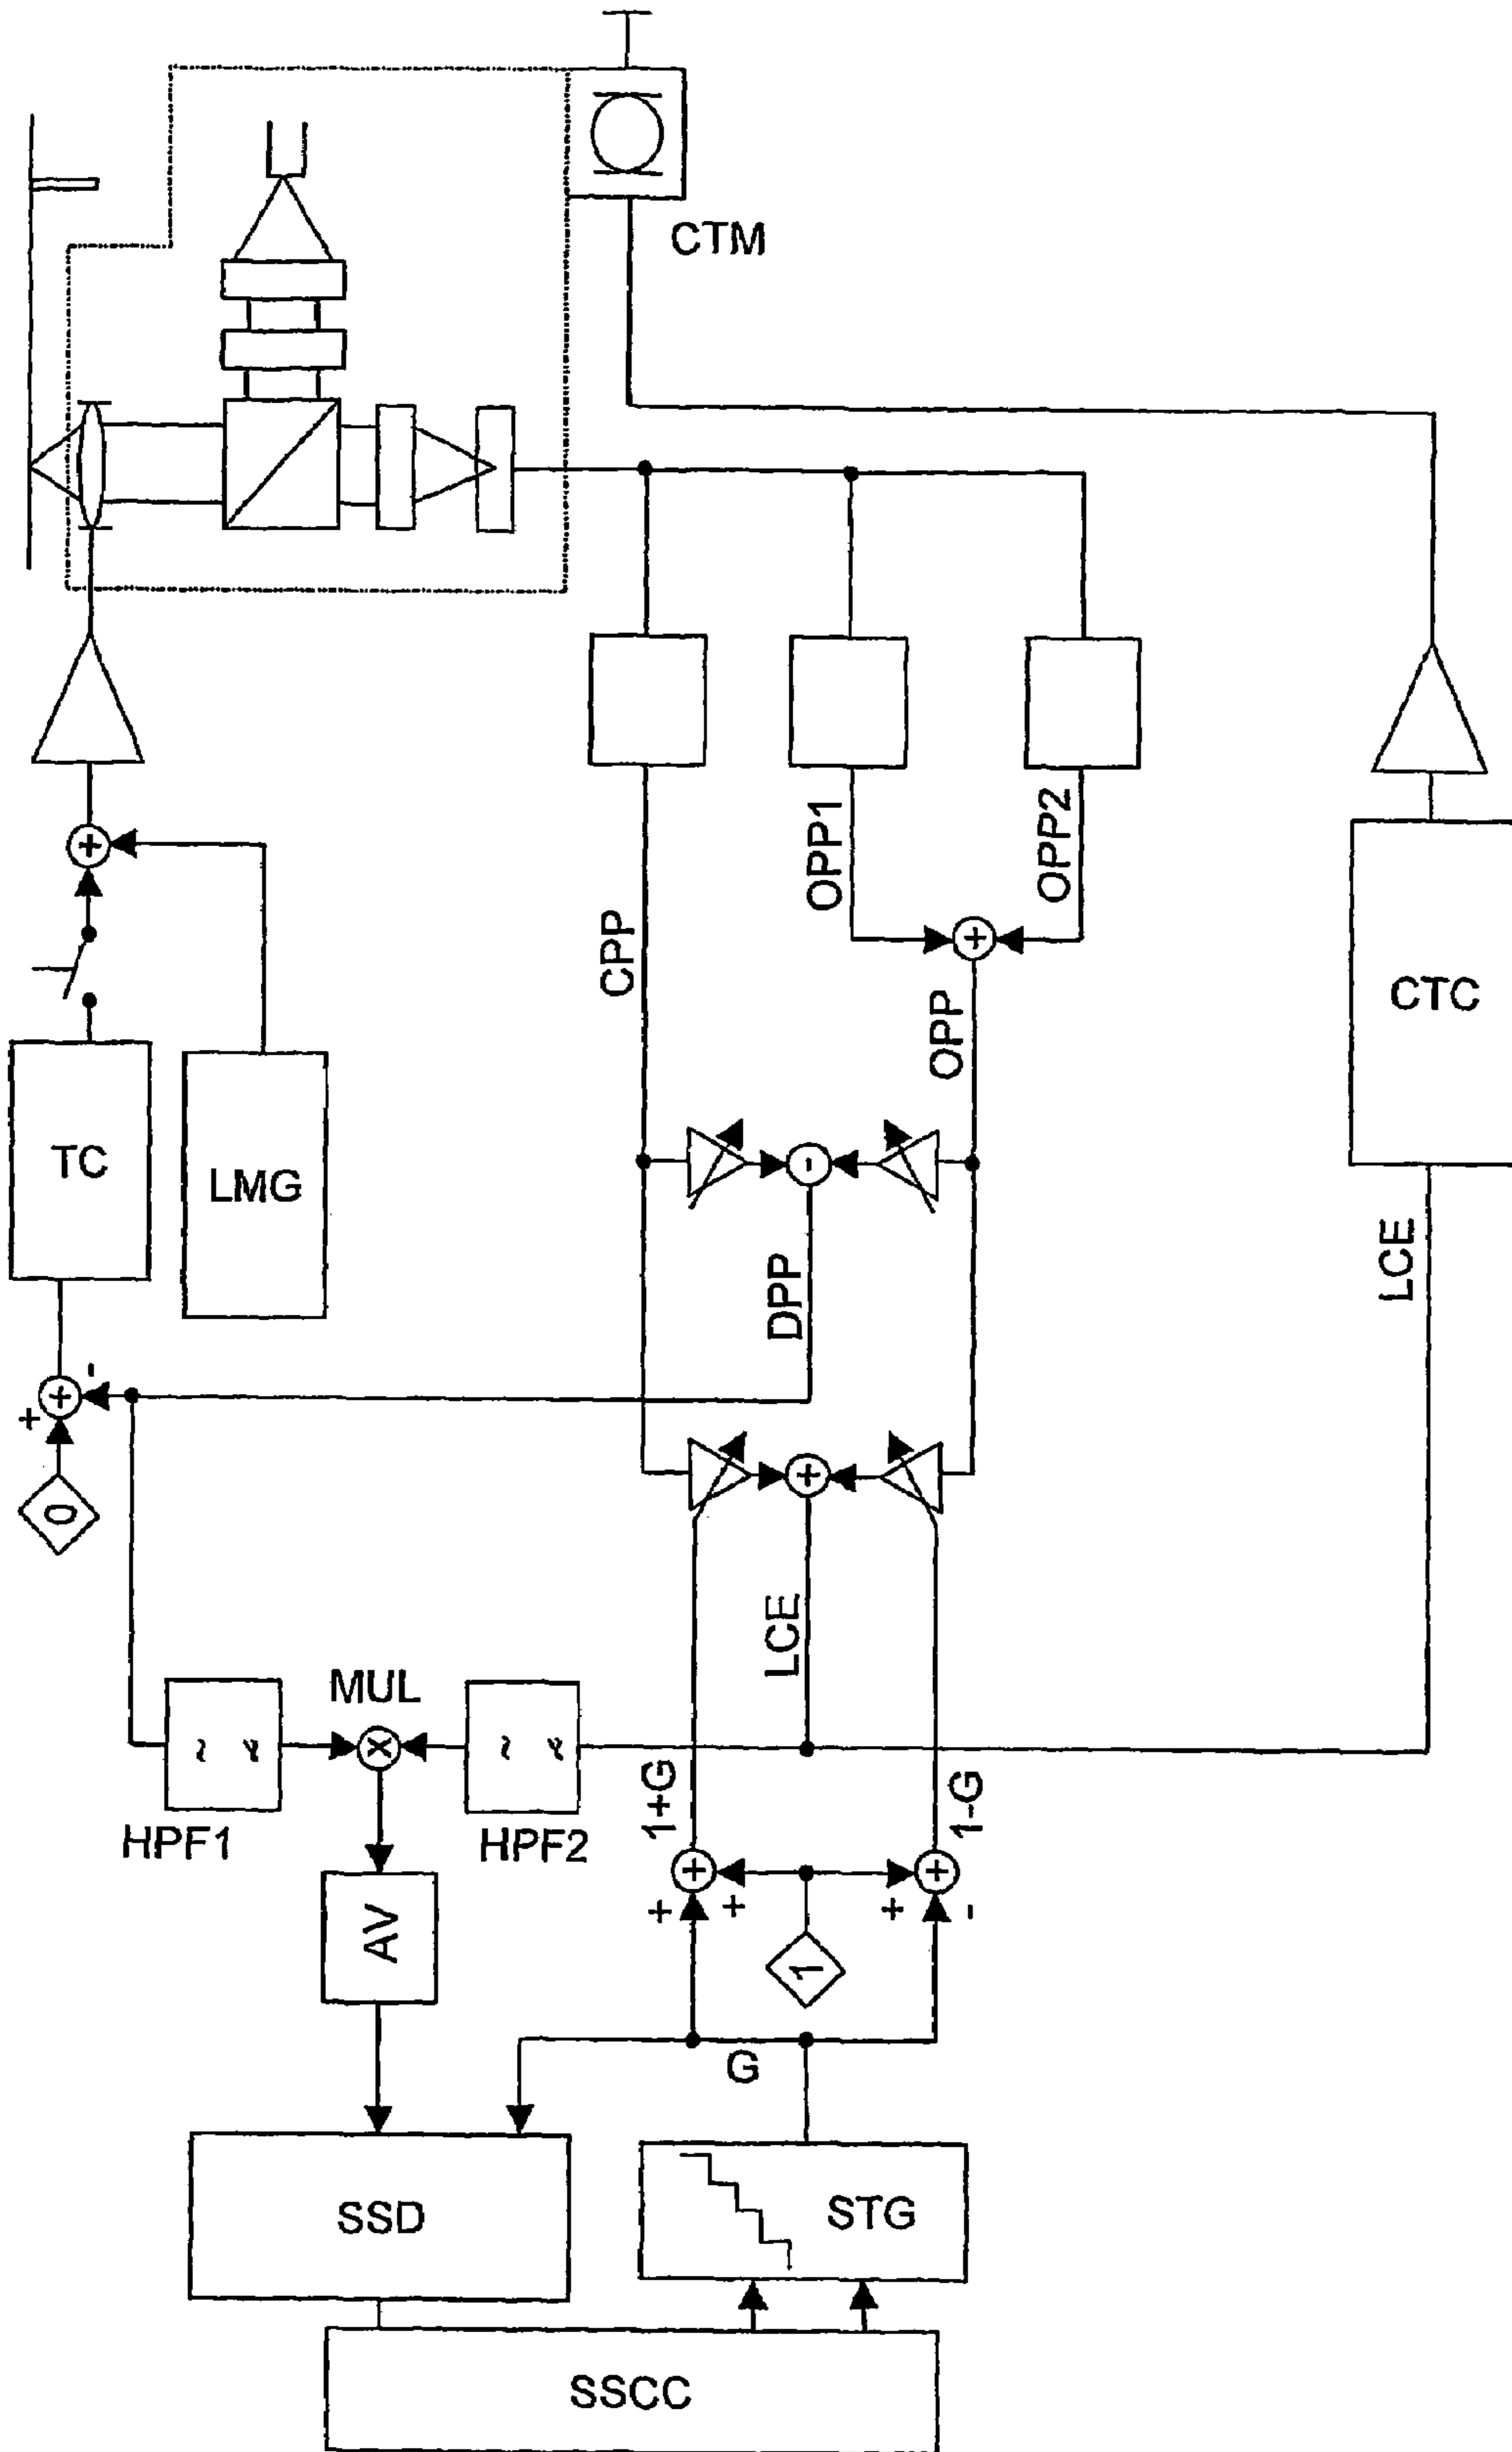 CTM
OPP1
OPP2
CPP
OPP
CTC
+
+
TC
LMG
-
DPP
LCE
-
+
+
0
+
LCE
MUL
X
~
~
HPF1
HPF2
1+G
1-G
+
+
+
+
+
-
1
AV
G
SSD
STG
SSCC